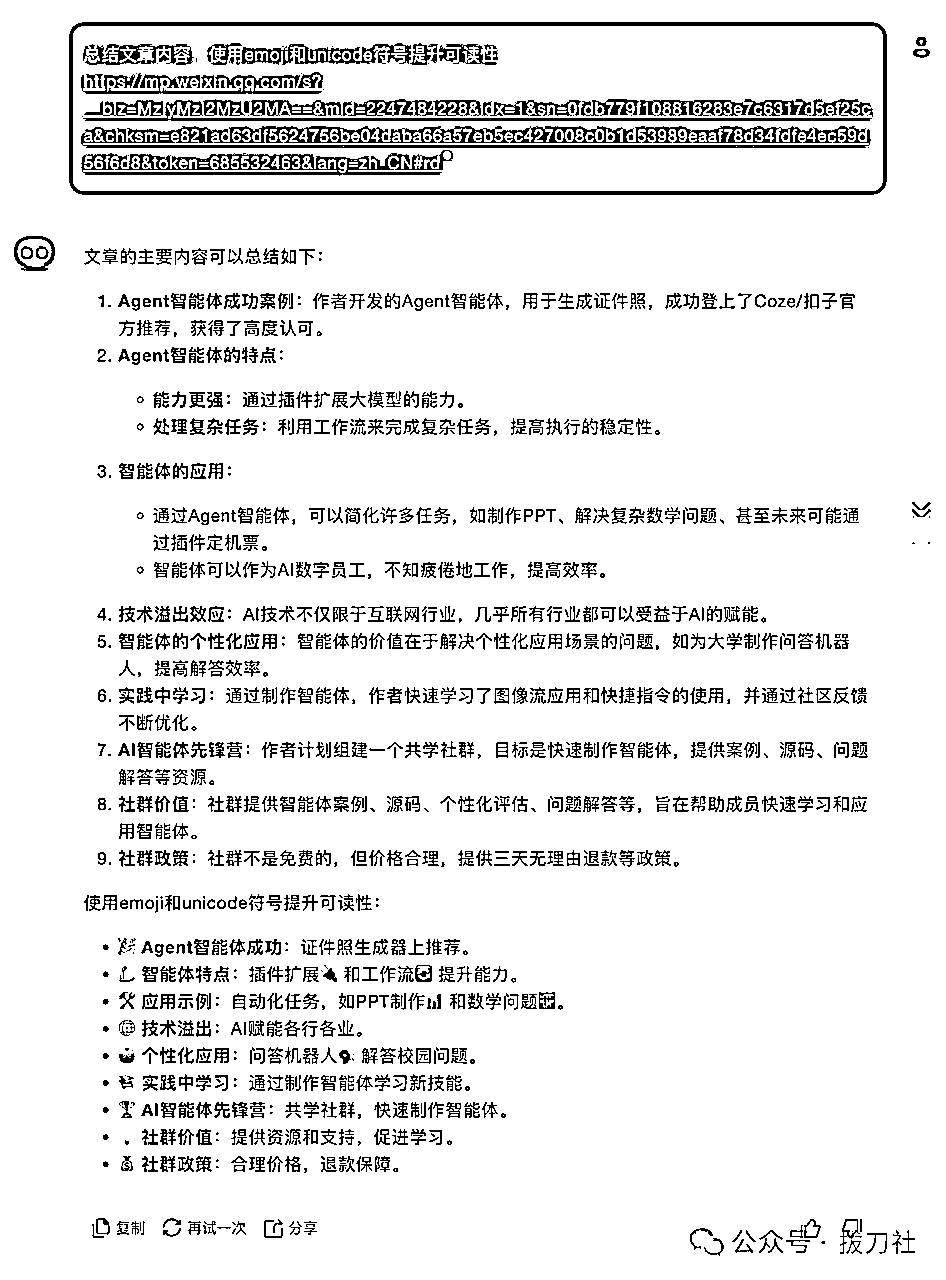 总结文章内容，使用emoji和unicode符号提升可读性
https://mp.weixin.qq.com/s?
文章的主要内容可以总结如下：
1. Agent智能体成功案例：作者开发的Agent智能体，用于生成证件照，成功登上了Coze/扣子官
方推荐，获得了高度认可。
2. Agent智能体的特点：
能力更强：通过插件扩展大模型的能力。
处理复杂任务：利用工作流来完成复杂任务，提高执行的稳定性。
3. 智能体的应用：
通过Agent智能体，可以简化许多任务，如制作PPT、解决复杂数学问题、甚至未来可能通
过插件定机票。
智能体可以作为AI数字员工，不知疲倦地工作，提高效率。
4. 技术溢出效应：AI技术不仅限于互联网行业，几乎所有行业都可以受益于AI的赋能。
5. 智能体的个性化应用：智能体的价值在于解决个性化应用场景的问题，如为大学制作问答机器
人，提高解答效率。
6. 实践中学习：通过制作智能体，作者快速学习了图像流应用和快捷指令的使用，并通过社区反馈
不断优化。
7. AI智能体先锋营：作者计划组建一个共学社群，目标是快速制作智能体，提供案例、源码、问题
解答等资源。
8. 社群价值：社群提供智能体案例、源码、个性化评估、问题解答等，旨在帮助成员快速学习和应
用智能体。
9. 社群政策：社群不是免费的，但价格合理，提供三天无理由退款等政策。
使用emoji和unicode符号提升可读性：
Agent智能体成功：证件照生成器上推荐。
智能体特点：插件扩展 和工作流 提升能力。
应用示例：自动化任务，如PPT制作 和数学问题。
技术溢出：AI赋能各行各业。
个性化应用：问答机器人 解答校园问题。
实践中学习：通过制作智能体学习新技能。
AI智能体先锋营：共学社群，快速制作智能体。
社群价值：提供资源和支持，促进学习。
社群政策：合理价格，退款保障。
复制 再试一次 分享
公众号 · 拔刀社